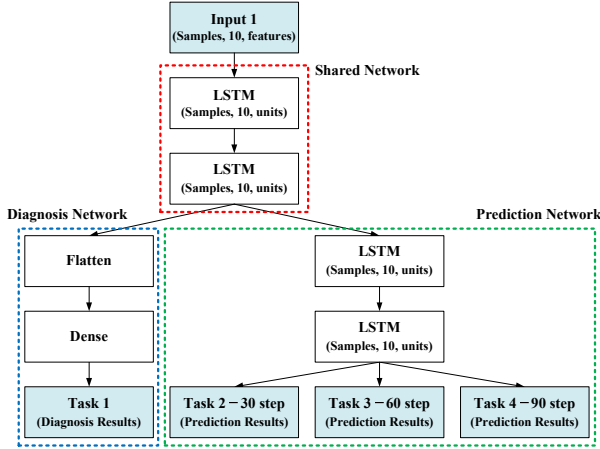 Input 1
(Samples, 10, features)
Shared Network
LSTM
(Samples, 10, units)
LSTM
(Samples, 10, units)
Diagnosis Network
Prediction Network
Flatten
LSTM
(Samples, 10, units)
Dense
LSTM
(Samples, 10, units)
Task 1
(Diagnosis Results)
Task 2－30 step
(Prediction Results)
Task 3－60 step
(Prediction Results)
Task 4－90 step
(Prediction Results)